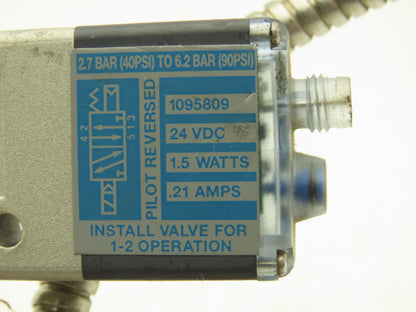 2.7 BAR (40PSI) TO 6.2 BAR (90PSI)
4 2
5 1 3
PILOT REVERSED
1095809
24 VDC
1.5 WATTS
.21 AMPS
INSTALL VALVE FOR
1-2 OPERATION